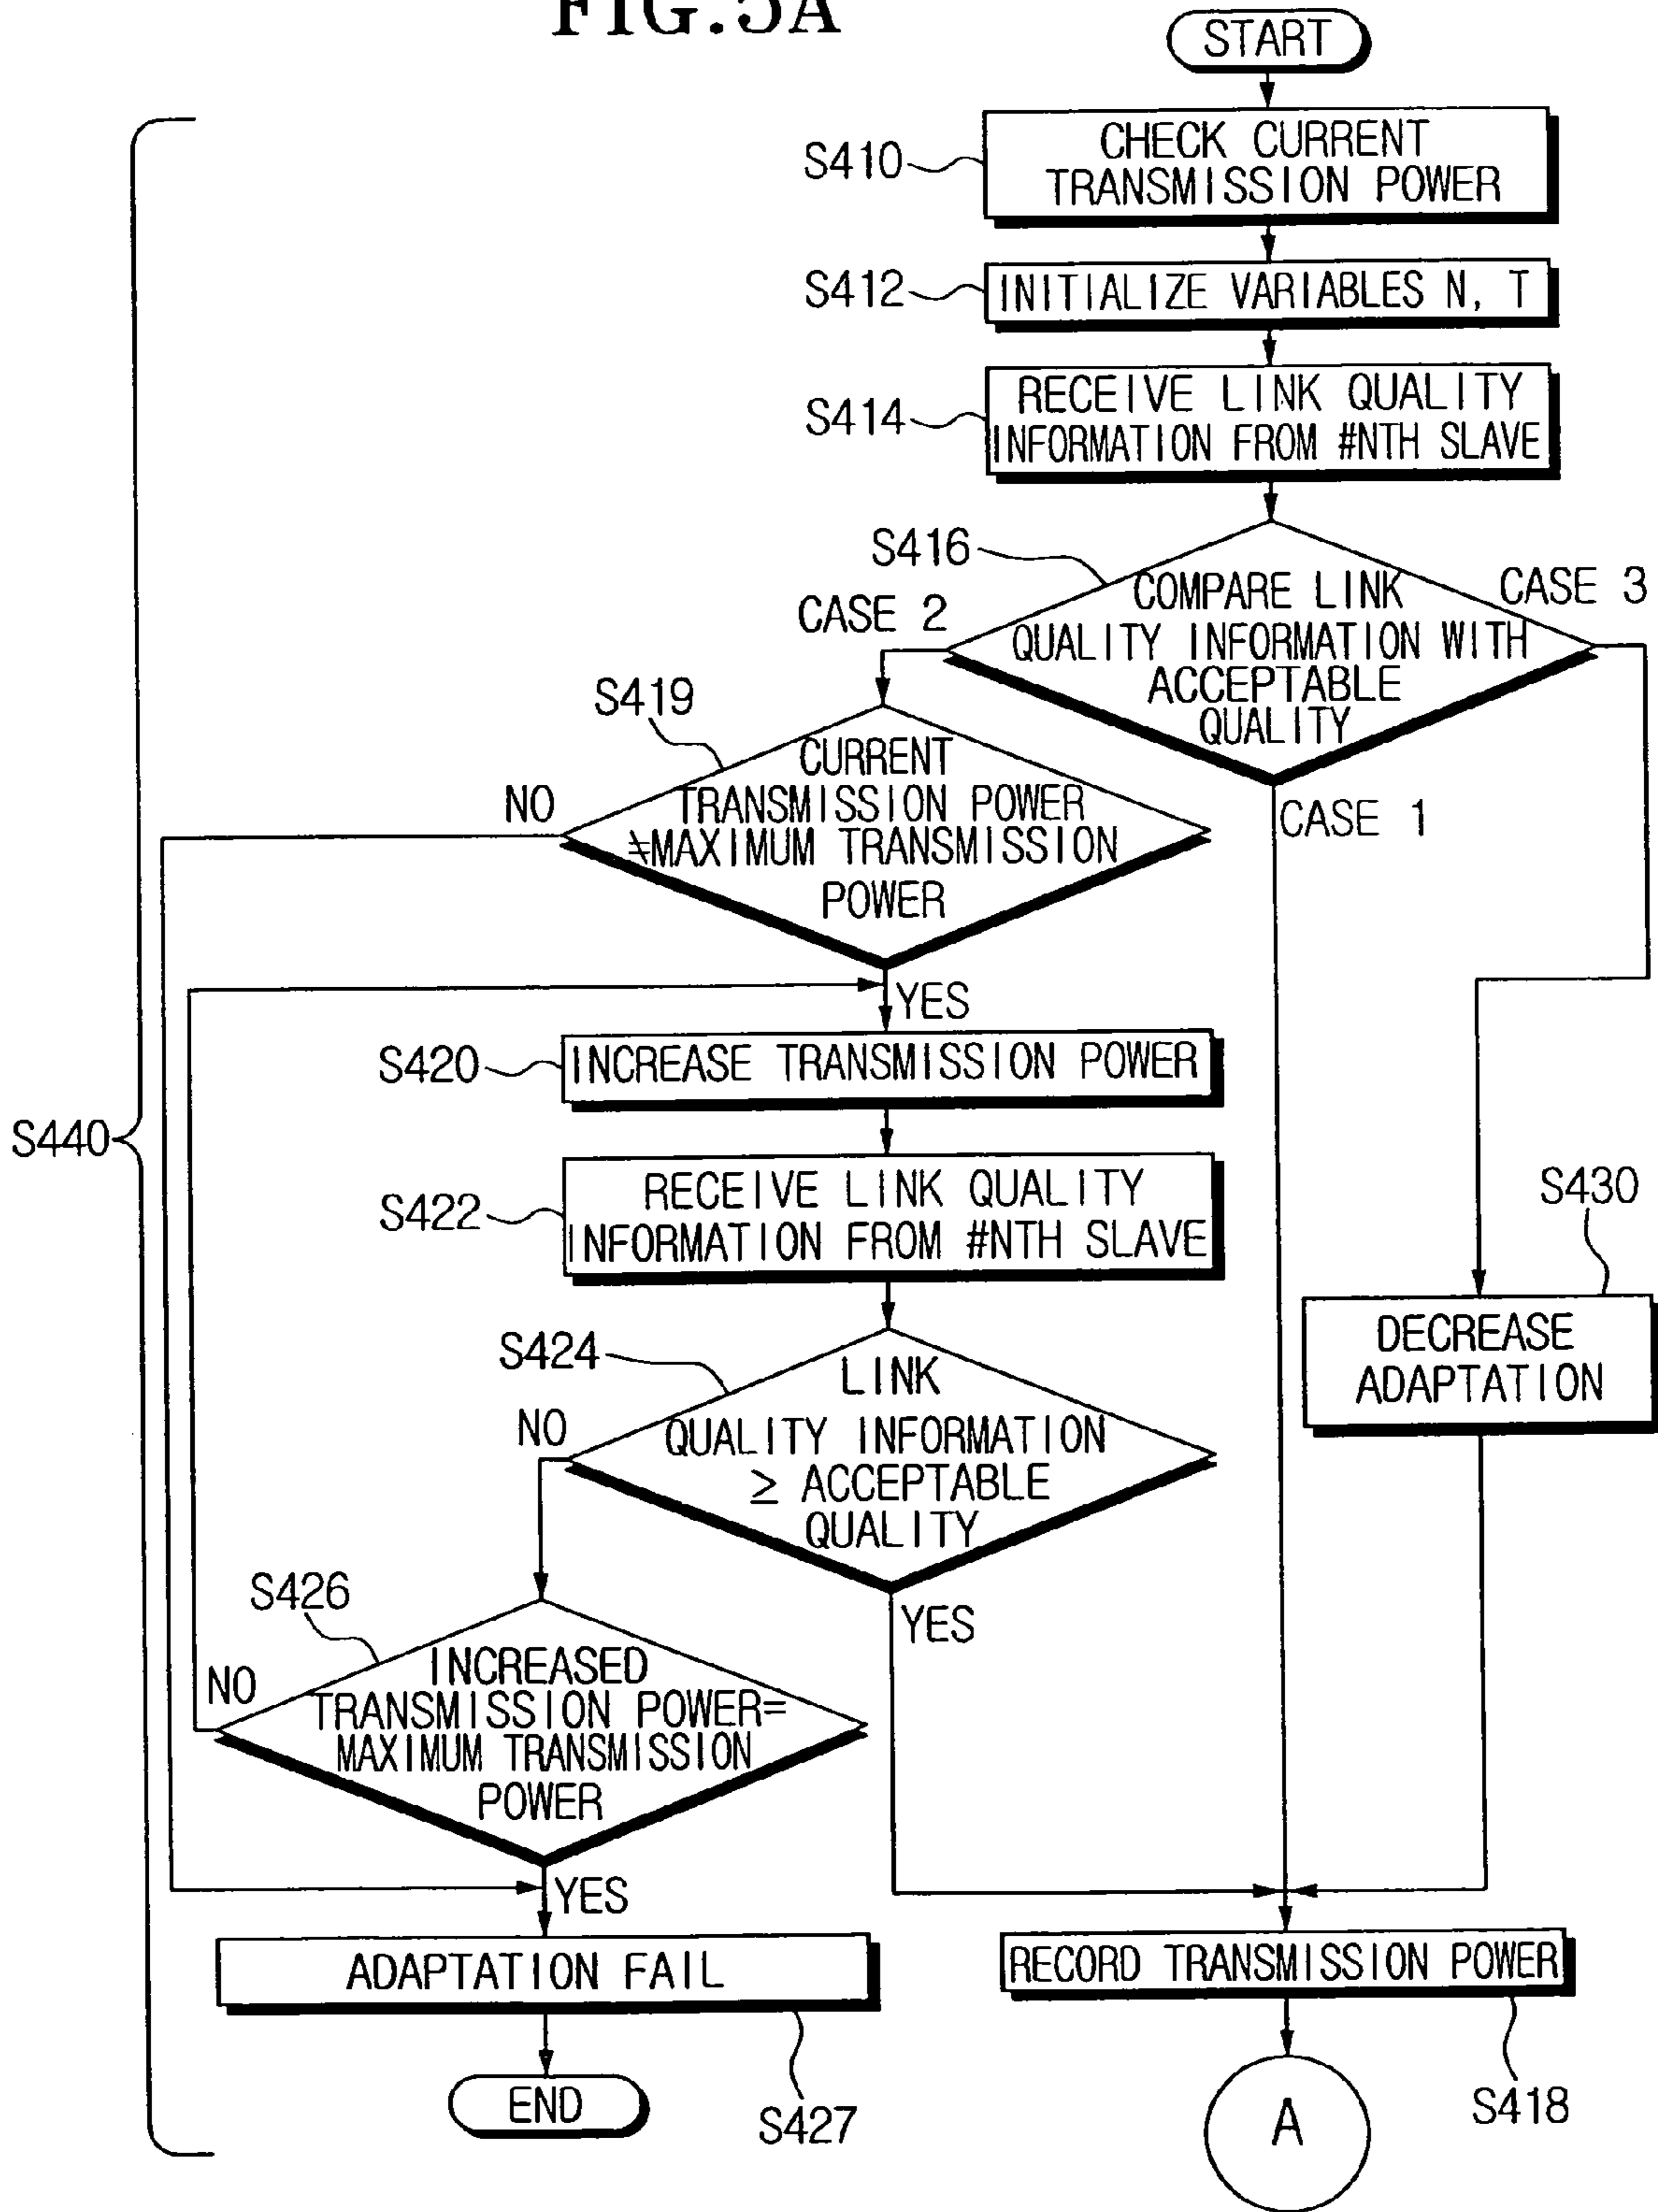 FIG.5A
START
S410
CHECK CURRENT
TRANSMISSION POWER
S412
INITIALIZE VARIABLES N, T
S414
RECEIVE LINK QUALITY
INFORMATION FROM #NTH SLAVE
S416
COMPARE LINK
QUALITY INFORMATION WITH
ACCEPTABLE
QUALITY
CASE 2
CASE 3
CASE 1
S419
CURRENT
TRANSMISSION POWER
≠MAXIMUM TRANSMISSION
POWER
NO
YES
S420
INCREASE TRANSMISSION POWER
S440
S422
RECEIVE LINK QUALITY
INFORMATION FROM #NTH SLAVE
S430
DECREASE
ADAPTATION
S424
LINK
QUALITY INFORMATION
≥ ACCEPTABLE
QUALITY
NO
YES
S426
INCREASED
TRANSMISSION POWER=
MAXIMUM TRANSMISSION
POWER
NO
YES
ADAPTATION FAIL
RECORD TRANSMISSION POWER
END
S427
A
S418